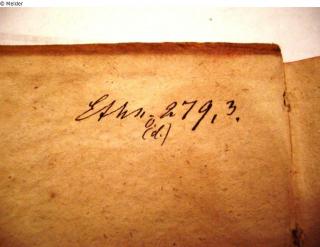 © Melder
Ethn. 279, 3.
(d.)